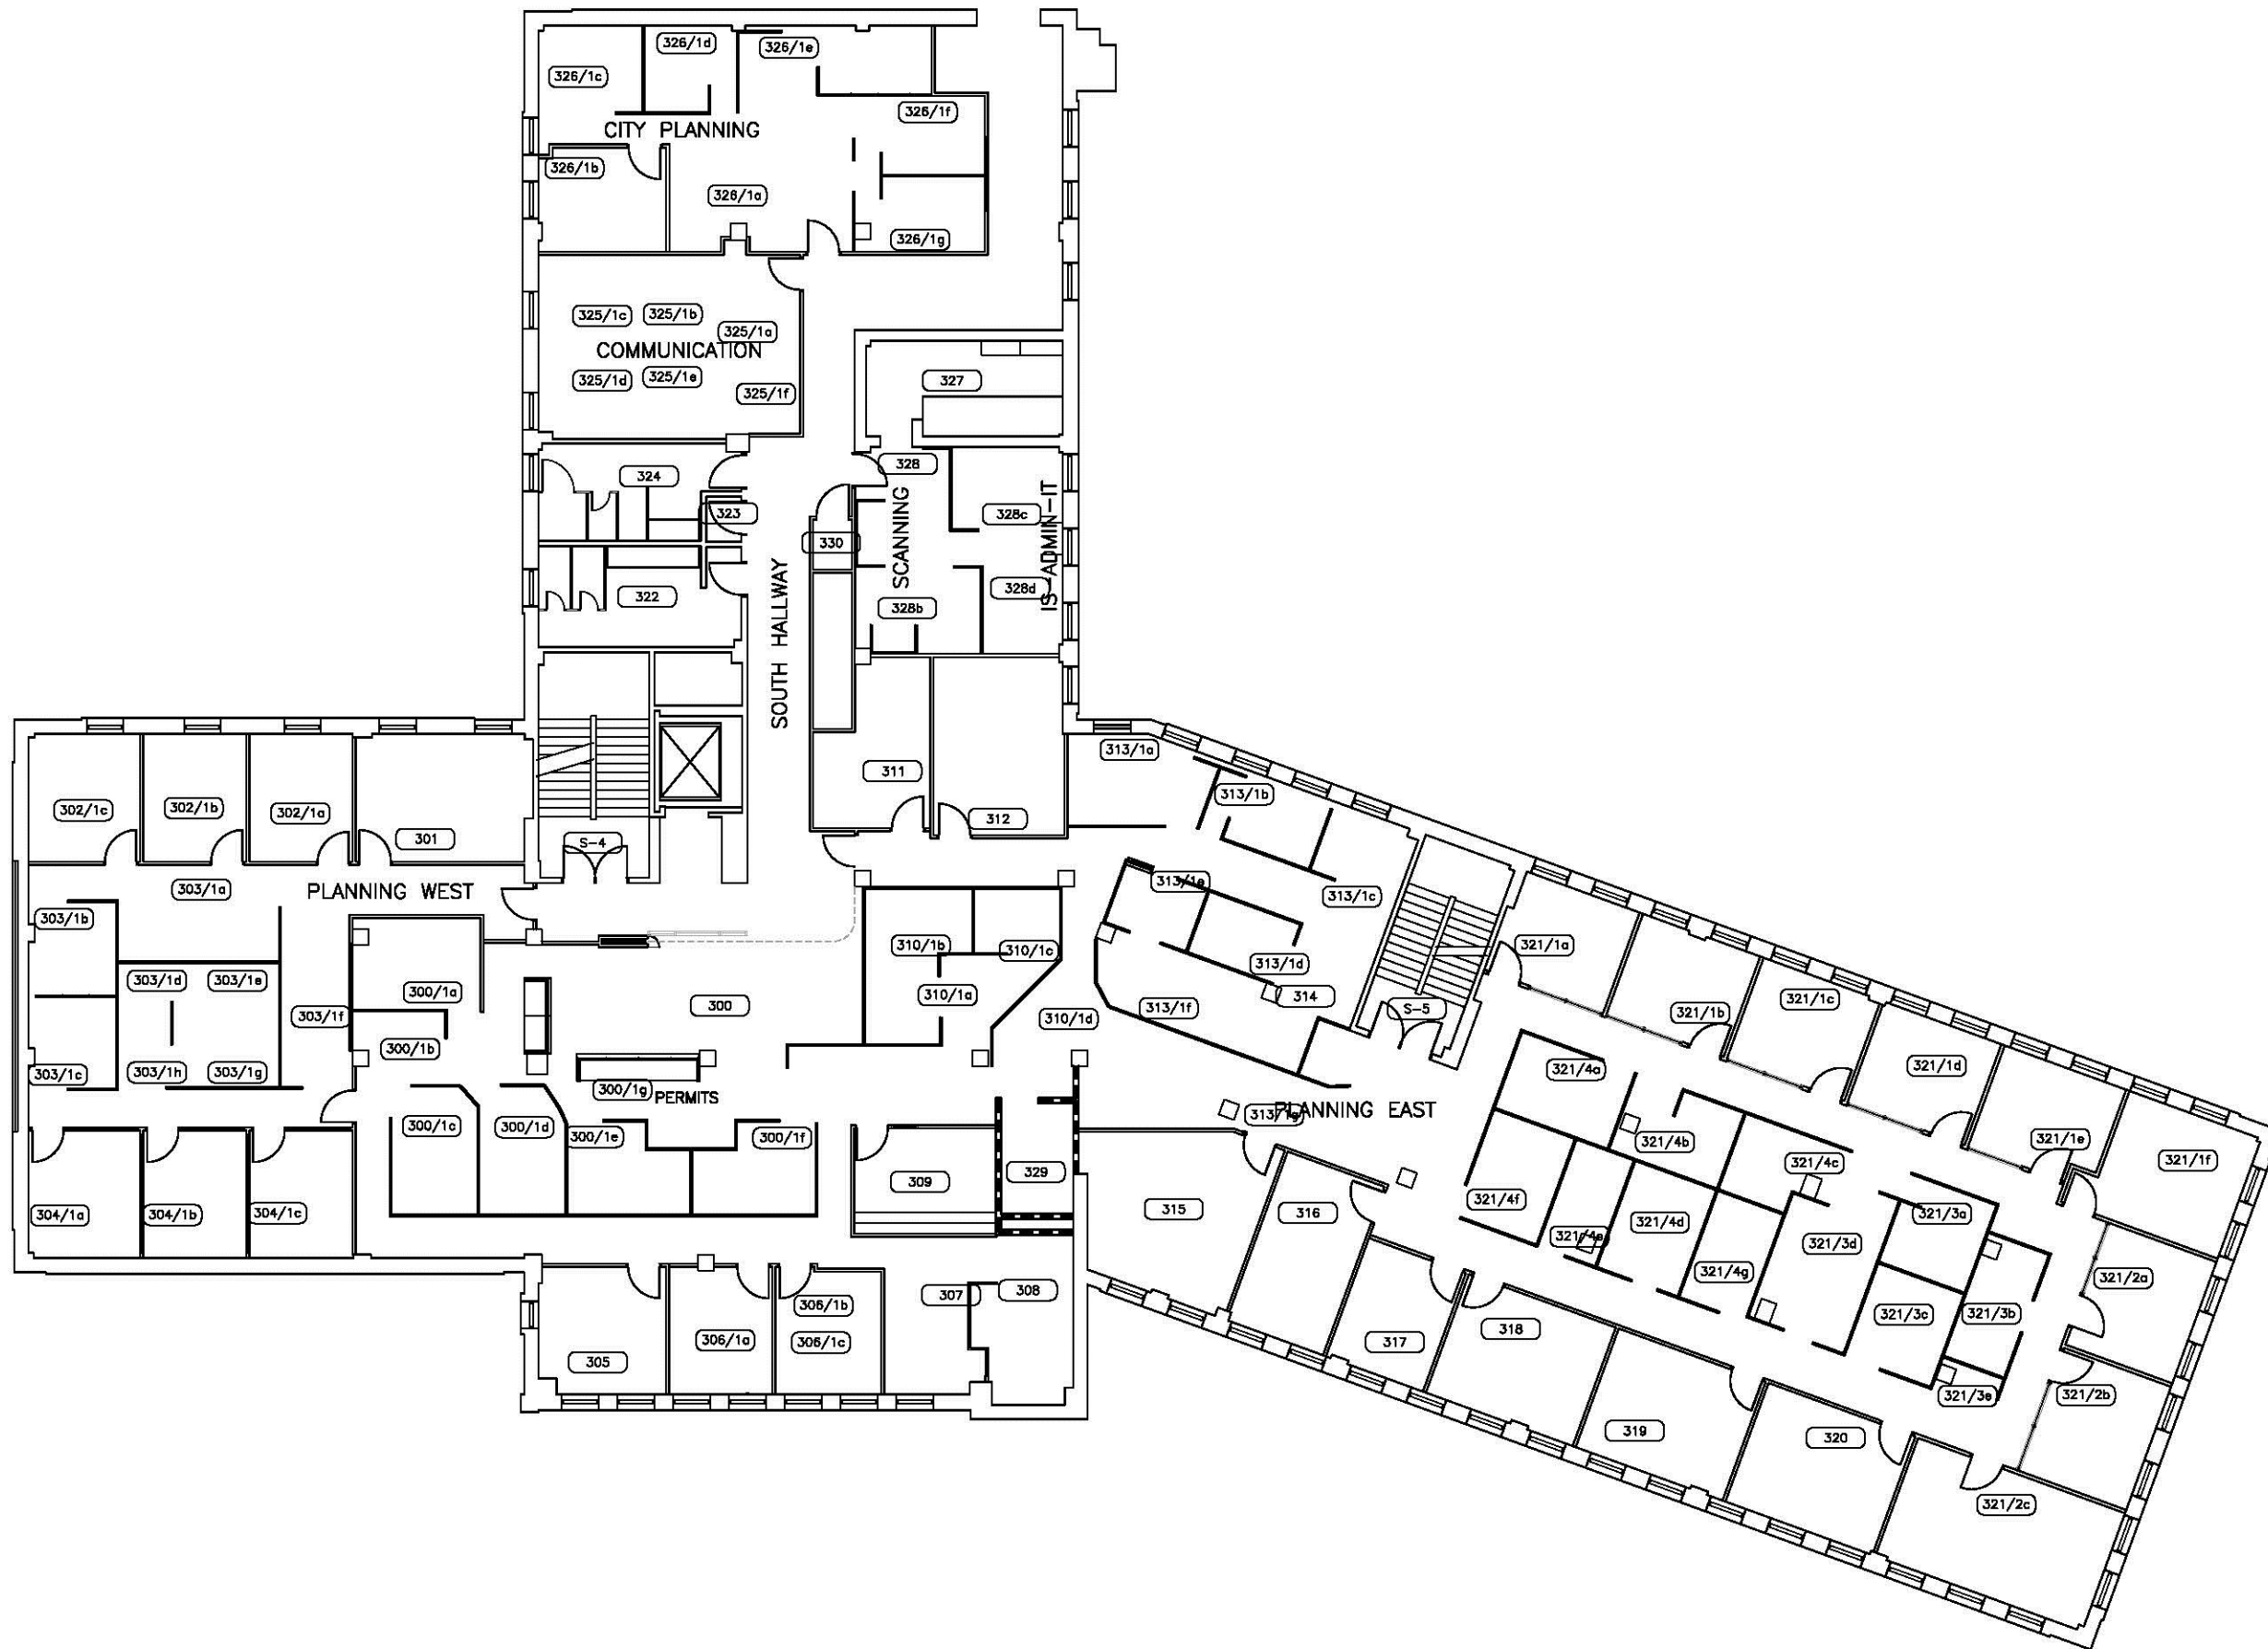 326/1d
326/1e
326/1c
326/1f
CITY PLANNING
326/1b
326/1a
326/1g
325/1c
325/1b
325/1a
COMMUNICATION
325/1d
325/1e
325/1f
327
328
324
323
328c
SCANNING
IS-ADMIN-IT
330
328d
322
328b
SOUTH HALLWAY
313/1a
311
313/1b
302/1c
302/1b
302/1a
301
312
S-4
303/1a
PLANNING WEST
313/1e
313/1c
303/1b
310/1b
310/1c
321/1a
313/1d
303/1d
303/1e
300/1a
310/1a
314
321/1c
300
313/1f
S-5
321/1b
303/1f
310/1d
300/1b
321/1d
321/4a
303/1c
303/1h
303/1g
300/1g
PERMITS
313/1g
PLANNING EAST
300/1c
300/1d
300/1e
300/1f
321/4b
321/1e
321/1f
321/4c
329
309
321/4f
304/1a
304/1b
304/1c
315
316
321/4d
321/3a
321/4e
321/3d
321/4g
321/2a
307
308
306/1b
321/3c
321/3b
306/1a
306/1c
318
317
305
321/3e
321/2b
319
320
321/2c